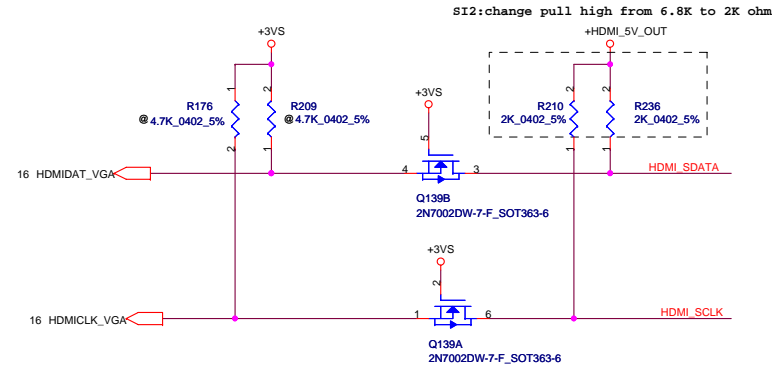 SI2:change pull high from 6.8K to 2K ohm
+3VS
+HDMI_5V_OUT
+3VS
1
2
2
2
R176
@ 4.7K_0402_5%
R209
@ 4.7K_0402_5%
R210
2K_0402_5%
R236
2K_0402_5%
5
2
1
1
1
16 HDMIDAT_VGA
4
3
HDMI_SDATA
Q139B
2N7002DW-7-F_SOT363-6
+3VS
2
16 HDMICLK_VGA
1
6
HDMI_SCLK
Q139A
2N7002DW-7-F_SOT363-6